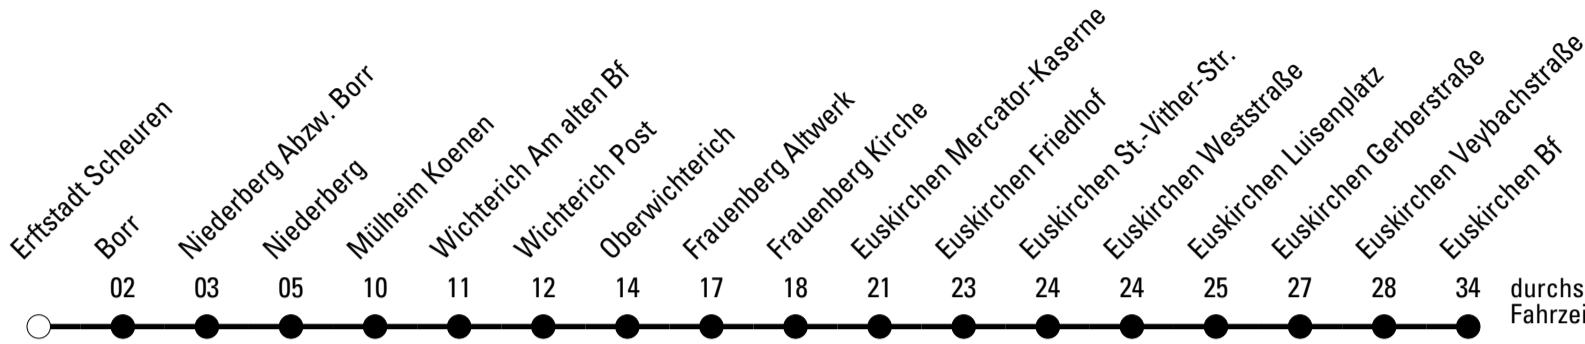 Erftstadt Scheuren
Borr
Niederberg Abzw. Borr
Niederberg
Mülheim Koenen
Wichterich Am alten Bf
Wichterich Post
Oberwichterich
Frauenberg Altwerk
Frauenberg Kirche
Euskirchen Mercator-Kaserne
Euskirchen Friedhof
Euskirchen St.-Vither-Str.
Euskirchen Weststraße
Euskirchen Luisenplatz
Euskirchen Gerberstraße
Euskirchen Veybachstraße
Euskirchen Bf
02 03 05 10 11 12 14 17 18 21 23 24 24 25 27 28 34 durchs
Fahrzei